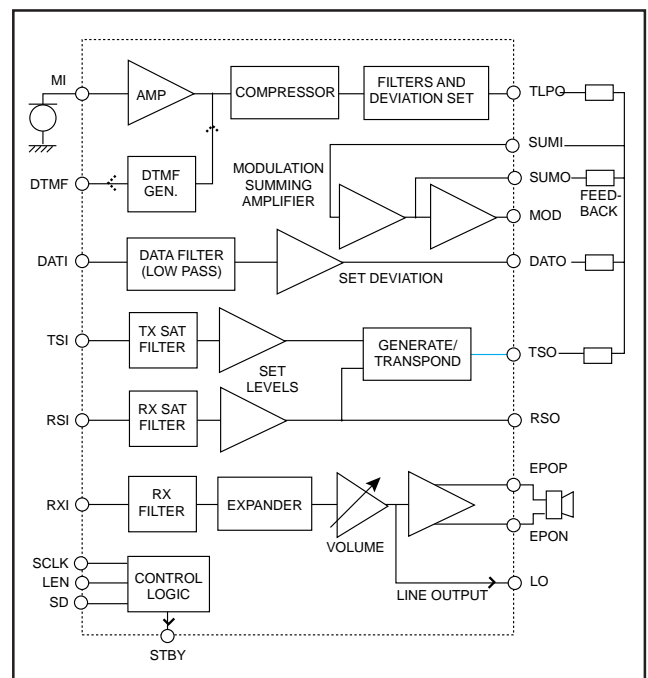 MI
AMP
COMPRESSOR
FILTERS AND
DEVIATION SET
TLPO
SUMI
DTMF
DTMF
GEN.
MODULATION
SUMMING
AMPLIFIER
SUMO
FEED-
BACK
MOD
DATI
DATA FILTER
(LOW PASS)
SET DEVIATION
DATO
TSI
TX SAT
FILTER
SET
LEVELS
GENERATE/
TRANSPOND
TSO
RSI
RX SAT
FILTER
RSO
RXI
RX
FILTER
EXPANDER
VOLUME
EPOP
EPON
SCLK
LEN
SD
CONTROL
LOGIC
LINE OUTPUT
LO
STBY